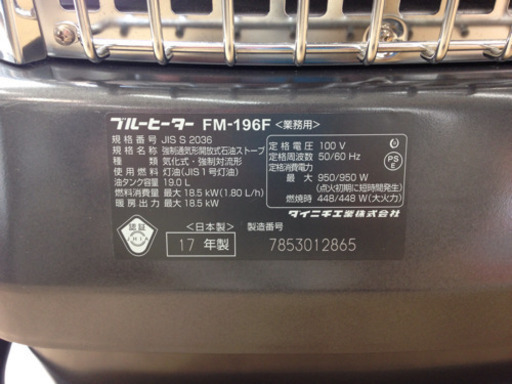 ブルーヒーター FM-196F <業務用>
規格番号 JIS S 2036
規格名称 強制通気形開放式石油ストーブ
種類 気化式・強制対流形
使用燃料 灯油(JIS1号灯油)
油タンク容量 19.0 L
燃料消費量 最大 18.5 kW (1.80 L/h)
暖房出力 最大 18.5 kW
定格電圧 100 V
定格周波数 50/60 Hz
定格消費電力
最大 950/950 W
(点火初期に短時間発生)
燃焼時 448/448 W (大火力)
PS
E
ダイニチ工業株式会社
認証
JHIA
<日本製> 製造番号
17 年製 7853012865